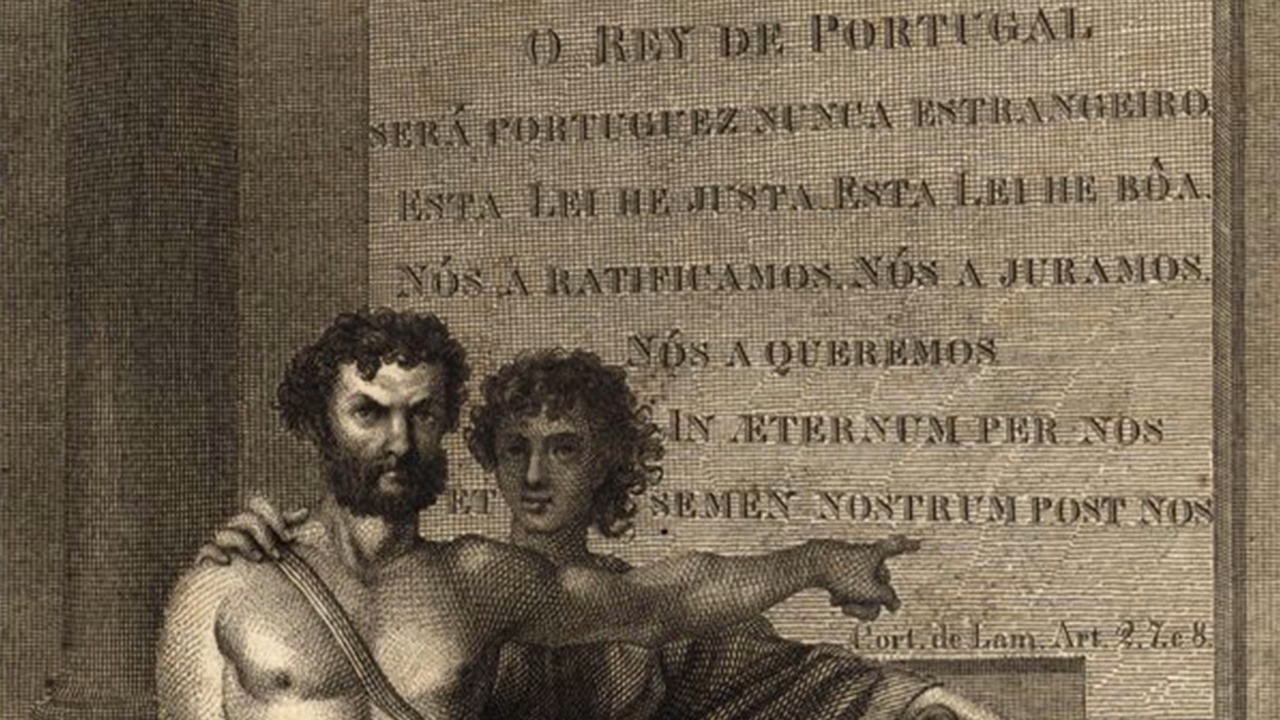 O REY DE PORTUGAL
SERÁ PORTUGUEZ NUNCA ESTRANGEIRO.
ESTA LEI HE JUSTA ESTA LEI HE BÔA.
NÓS A RATIFICAMOS. NÓS A JURAMOS.
NÓS A QUEREMOS
IN ÆTERNUM PER NOS
ET SEMEN NOSTRUM POST NOS
Cort. de Lam. Art. 2. 7. e 8.